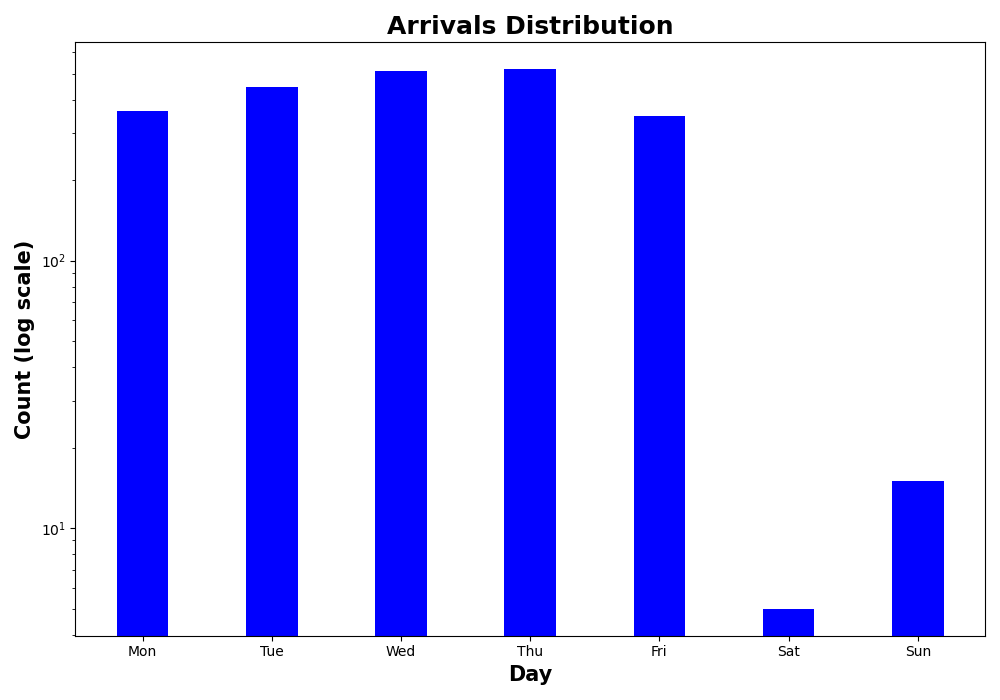 Arrivals Distribution
Count (log scale)
10²
10¹
Mon Tue Wed Thu Fri Sat Sun
Day